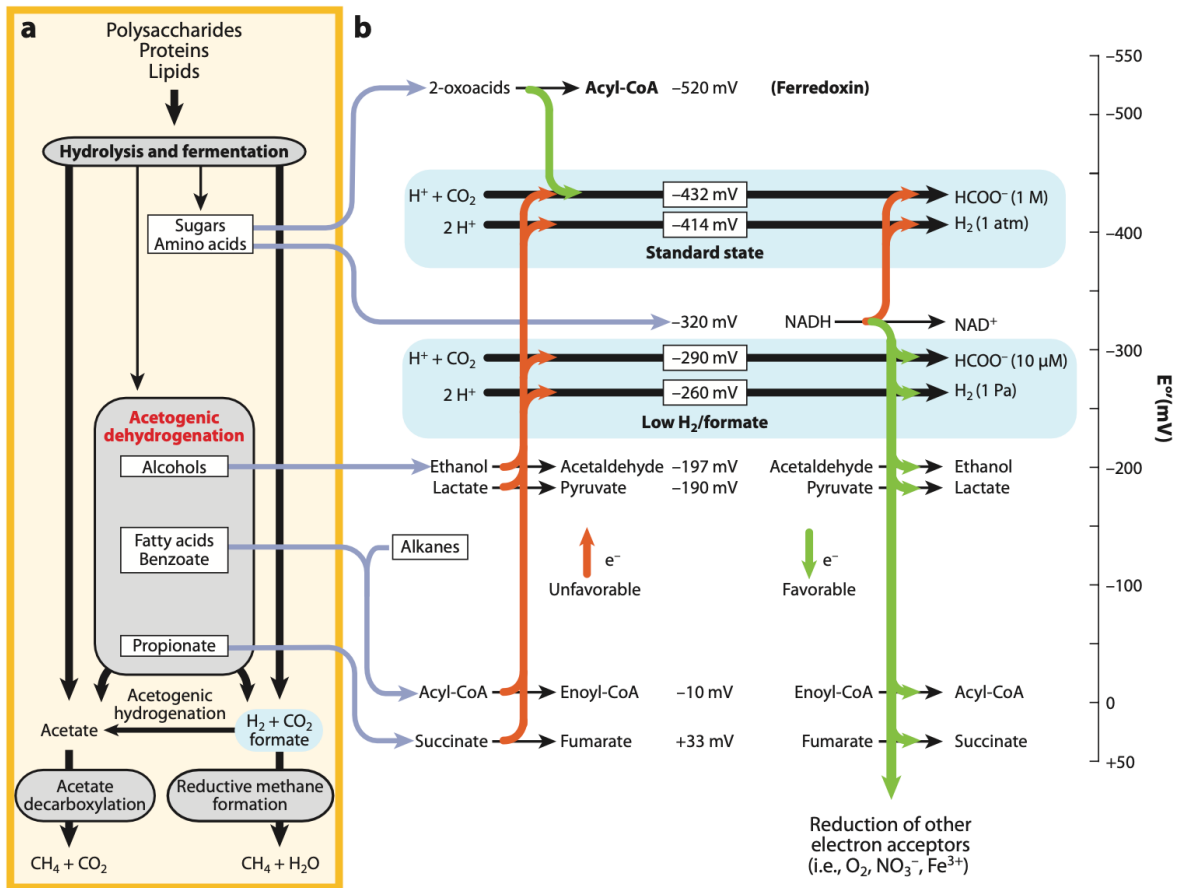 a
Polysaccharides
Proteins
Lipids
Hydrolysis and fermentation
Sugars
Amino acids
Acetogenic
dehydrogenation
Alcohols
Fatty acids
Benzoate
Propionate
Acetogenic
hydrogenation
Acetate
H₂ + CO₂
formate
Acetate
decarboxylation
Reductive methane
formation
CH₄ + CO₂
CH₄ + H₂O
b
2-oxoacids Acyl-CoA –520 mV (Ferredoxin)
H⁺ + CO₂ –432 mV HCOO⁻ (1 M)
2 H⁺ –414 mV H₂ (1 atm)
Standard state
–320 mV NADH NAD⁺
H⁺ + CO₂ –290 mV HCOO⁻ (10 μM)
2 H⁺ –260 mV H₂ (1 Pa)
Low H₂/formate
Ethanol Acetaldehyde –197 mV Acetaldehyde Ethanol
Lactate Pyruvate –190 mV Pyruvate Lactate
Alkanes
e⁻
Unfavorable
e⁻
Favorable
Acyl-CoA Enoyl-CoA –10 mV Enoyl-CoA Acyl-CoA
Succinate Fumarate +33 mV Fumarate Succinate
Reduction of other
electron acceptors
(i.e., O₂, NO₃⁻, Fe³⁺)
–550
–500
–400
–300
–200
–100
0
+50
E°′(mV)